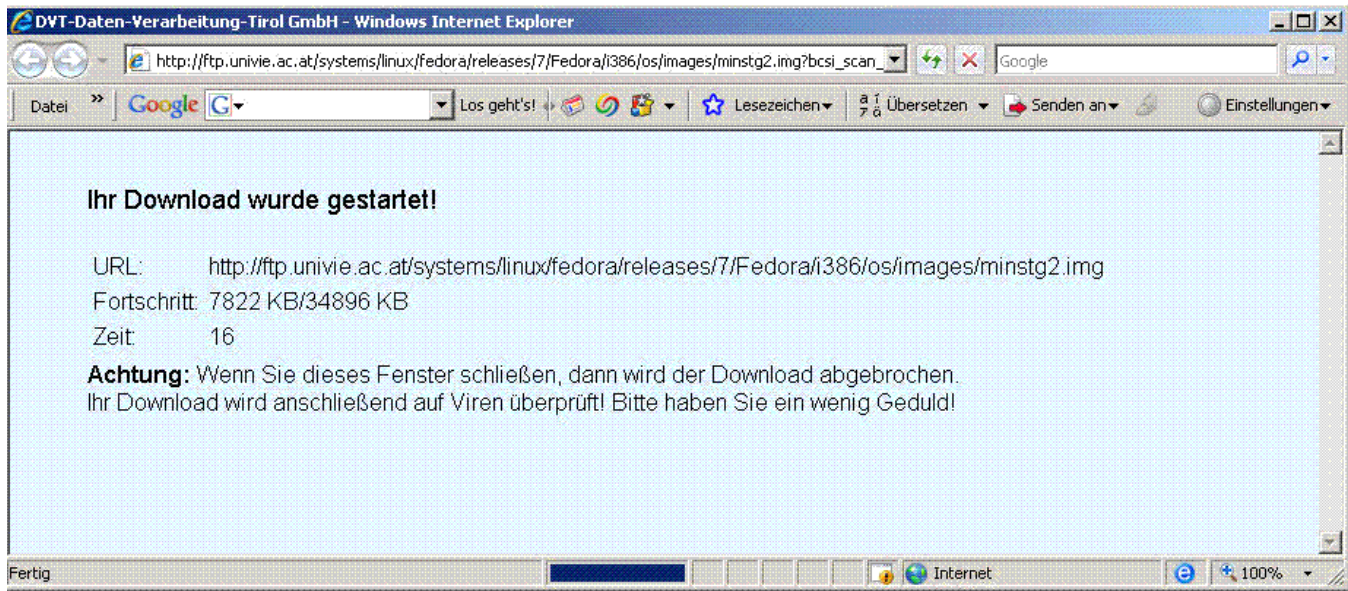 DVT-Daten-Verarbeitung-Tirol GmbH - Windows Internet Explorer
http://ftp.univie.ac.at/systems/linux/fedora/releases/7/Fedora/i386/os/images/minstg2.img?bcsi_scan_ Google
Datei » Google G Los geht's! Lesezeichen Übersetzen Senden an Einstellungen
Ihr Download wurde gestartet!
URL: http://ftp.univie.ac.at/systems/linux/fedora/releases/7/Fedora/i386/os/images/minstg2.img
Fortschritt: 7822 KB/34896 KB
Zeit: 16
Achtung: Wenn Sie dieses Fenster schließen, dann wird der Download abgebrochen.
Ihr Download wird anschließend auf Viren überprüft! Bitte haben Sie ein wenig Geduld!
Fertig Internet 100%